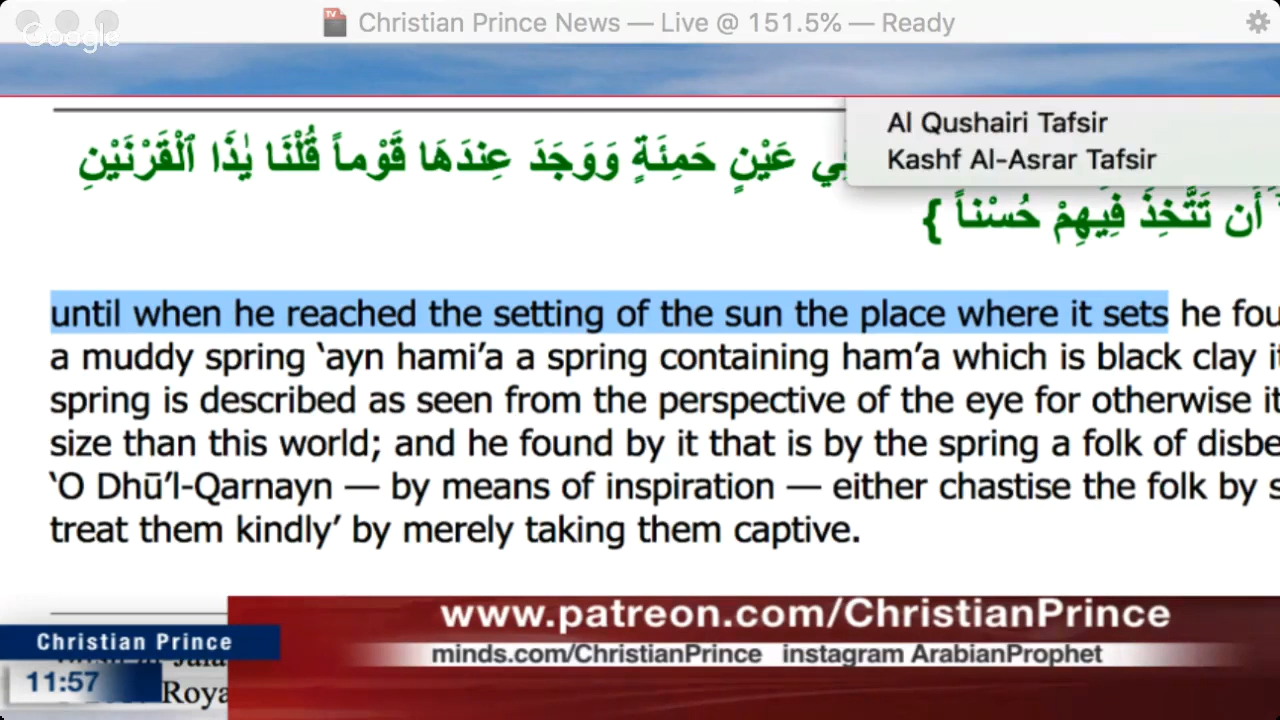 Christian Prince News — Live @ 151.5% — Ready
Google
Al Qushairi Tafsir
Kashf Al-Asrar Tafsir
عَيْنٍ حَمِئَةٍ وَوَجَدَ عِندَهَا قَوْماً قُلْنَا يٰذَا ٱلْقَرْنَيْنِ
أَن تَتَّخِذَ فِيهِمْ حُسْناً }
until when he reached the setting of the sun the place where it sets he fou
a muddy spring ‘ayn hami’a a spring containing ham’a which is black clay it
spring is described as seen from the perspective of the eye for otherwise it
size than this world; and he found by it that is by the spring a folk of disbe
‘O Dhū’l-Qarnayn — by means of inspiration — either chastise the folk by s
treat them kindly’ by merely taking them captive.
www.patreon.com/ChristianPrince
Christian Prince
minds.com/ChristianPrince instagram ArabianProphet
11:57
Roya